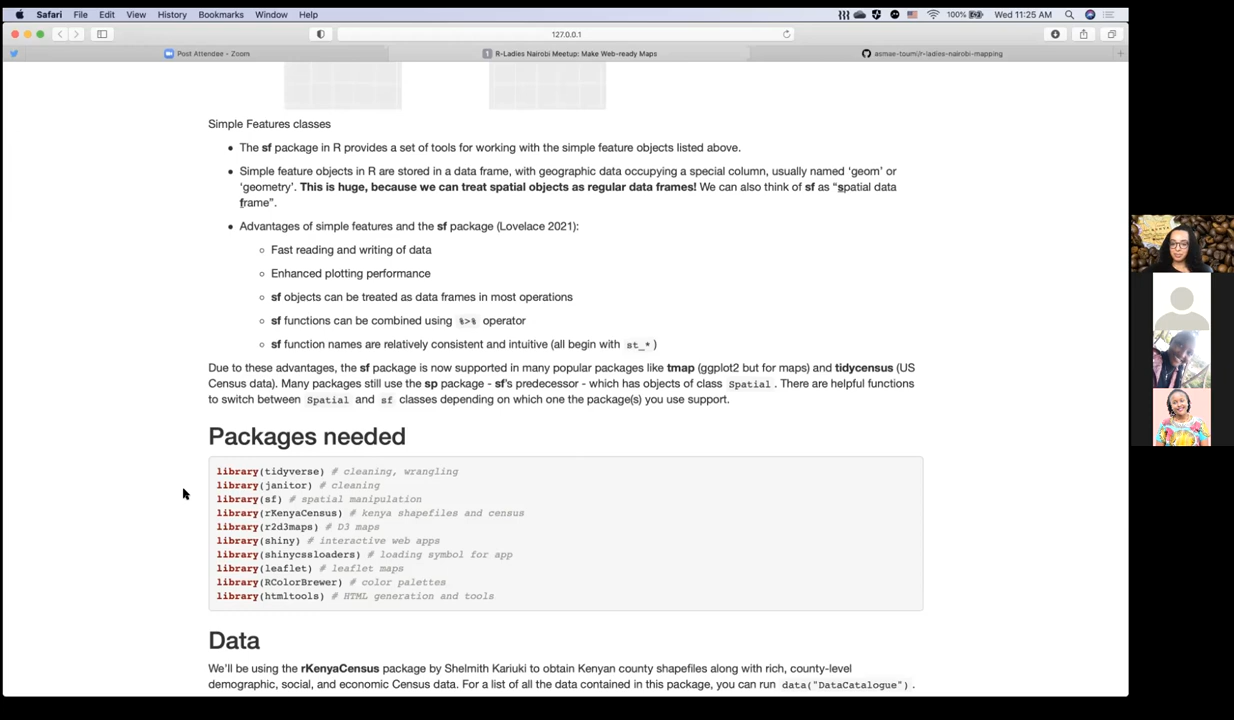 Safari File Edit View History Bookmarks Window Help 100% Wed 11:25 AM
127.0.0.1
Post Attendee - Zoom 1 R-Ladies Nairobi Meetup: Make Web-ready Maps asmae-toumi/r-ladies-nairobi-mapping
Simple Features classes
• The sf package in R provides a set of tools for working with the simple feature objects listed above.
• Simple feature objects in R are stored in a data frame, with geographic data occupying a special column, usually named ‘geom’ or
‘geometry’. This is huge, because we can treat spatial objects as regular data frames! We can also think of sf as “spatial data
frame”.
• Advantages of simple features and the sf package (Lovelace 2021):
◦ Fast reading and writing of data
◦ Enhanced plotting performance
◦ sf objects can be treated as data frames in most operations
◦ sf functions can be combined using %>% operator
◦ sf function names are relatively consistent and intuitive (all begin with st_* )
Due to these advantages, the sf package is now supported in many popular packages like tmap (ggplot2 but for maps) and tidycensus (US
Census data). Many packages still use the sp package - sf’s predecessor - which has objects of class Spatial. There are helpful functions
to switch between Spatial and sf classes depending on which one the package(s) you use support.
Packages needed
library(tidyverse) # cleaning, wrangling
library(janitor) # cleaning
library(sf) # spatial manipulation
library(rKenyaCensus) # kenya shapefiles and census
library(r2d3maps) # D3 maps
library(shiny) # interactive web apps
library(shinycssloaders) # loading symbol for app
library(leaflet) # leaflet maps
library(RColorBrewer) # color palettes
library(htmltools) # HTML generation and tools
Data
We’ll be using the rKenyaCensus package by Shelmith Kariuki to obtain Kenyan county shapefiles along with rich, county-level
demographic, social, and economic Census data. For a list of all the data contained in this package, you can run data("DataCatalogue").